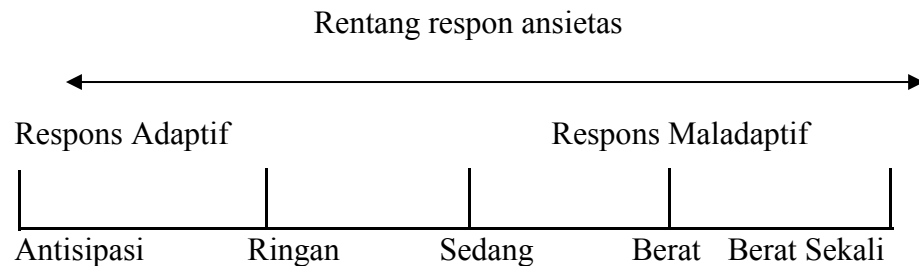 Rentang respon ansietas
Respons Adaptif Respons Maladaptif
Antisipasi Ringan Sedang Berat Berat Sekali